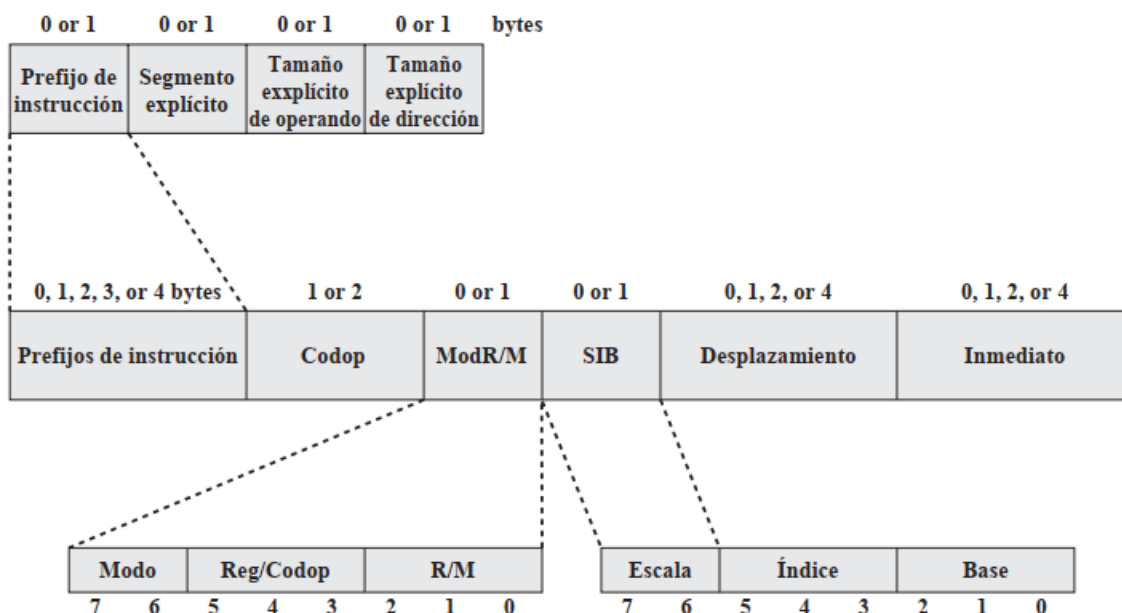 0 or 1 0 or 1 0 or 1 0 or 1 bytes
Prefijo de instrucción
Segmento explícito
Tamaño exxplícito de operando
Tamaño explícito de dirección
0, 1, 2, 3, or 4 bytes 1 or 2 0 or 1 0 or 1 0, 1, 2, or 4 0, 1, 2, or 4
Prefijos de instrucción Codop ModR/M SIB Desplazamiento Inmediato
Modo Reg/Codop R/M Escala Índice Base
7 6 5 4 3 2 1 0 7 6 5 4 3 2 1 0